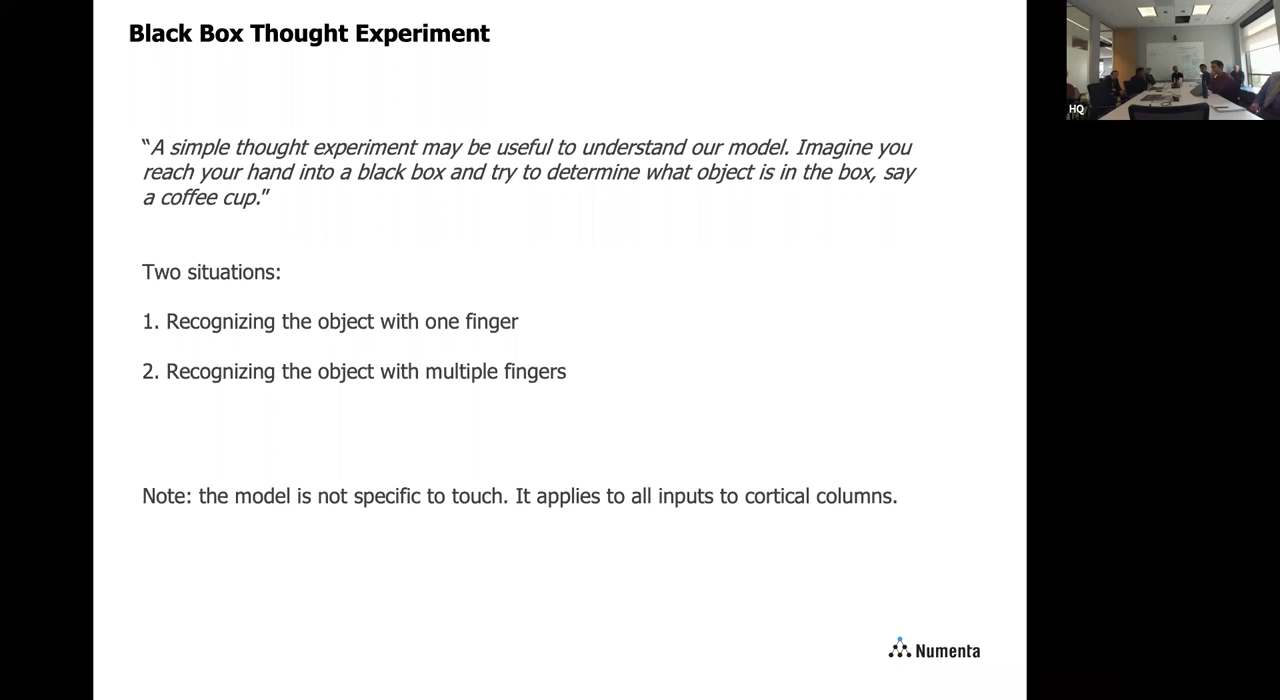 Black Box Thought Experiment
"A simple thought experiment may be useful to understand our model. Imagine you
reach your hand into a black box and try to determine what object is in the box, say
a coffee cup."
Two situations:
1. Recognizing the object with one finger
2. Recognizing the object with multiple fingers
Note: the model is not specific to touch. It applies to all inputs to cortical columns.
Numenta
HQ